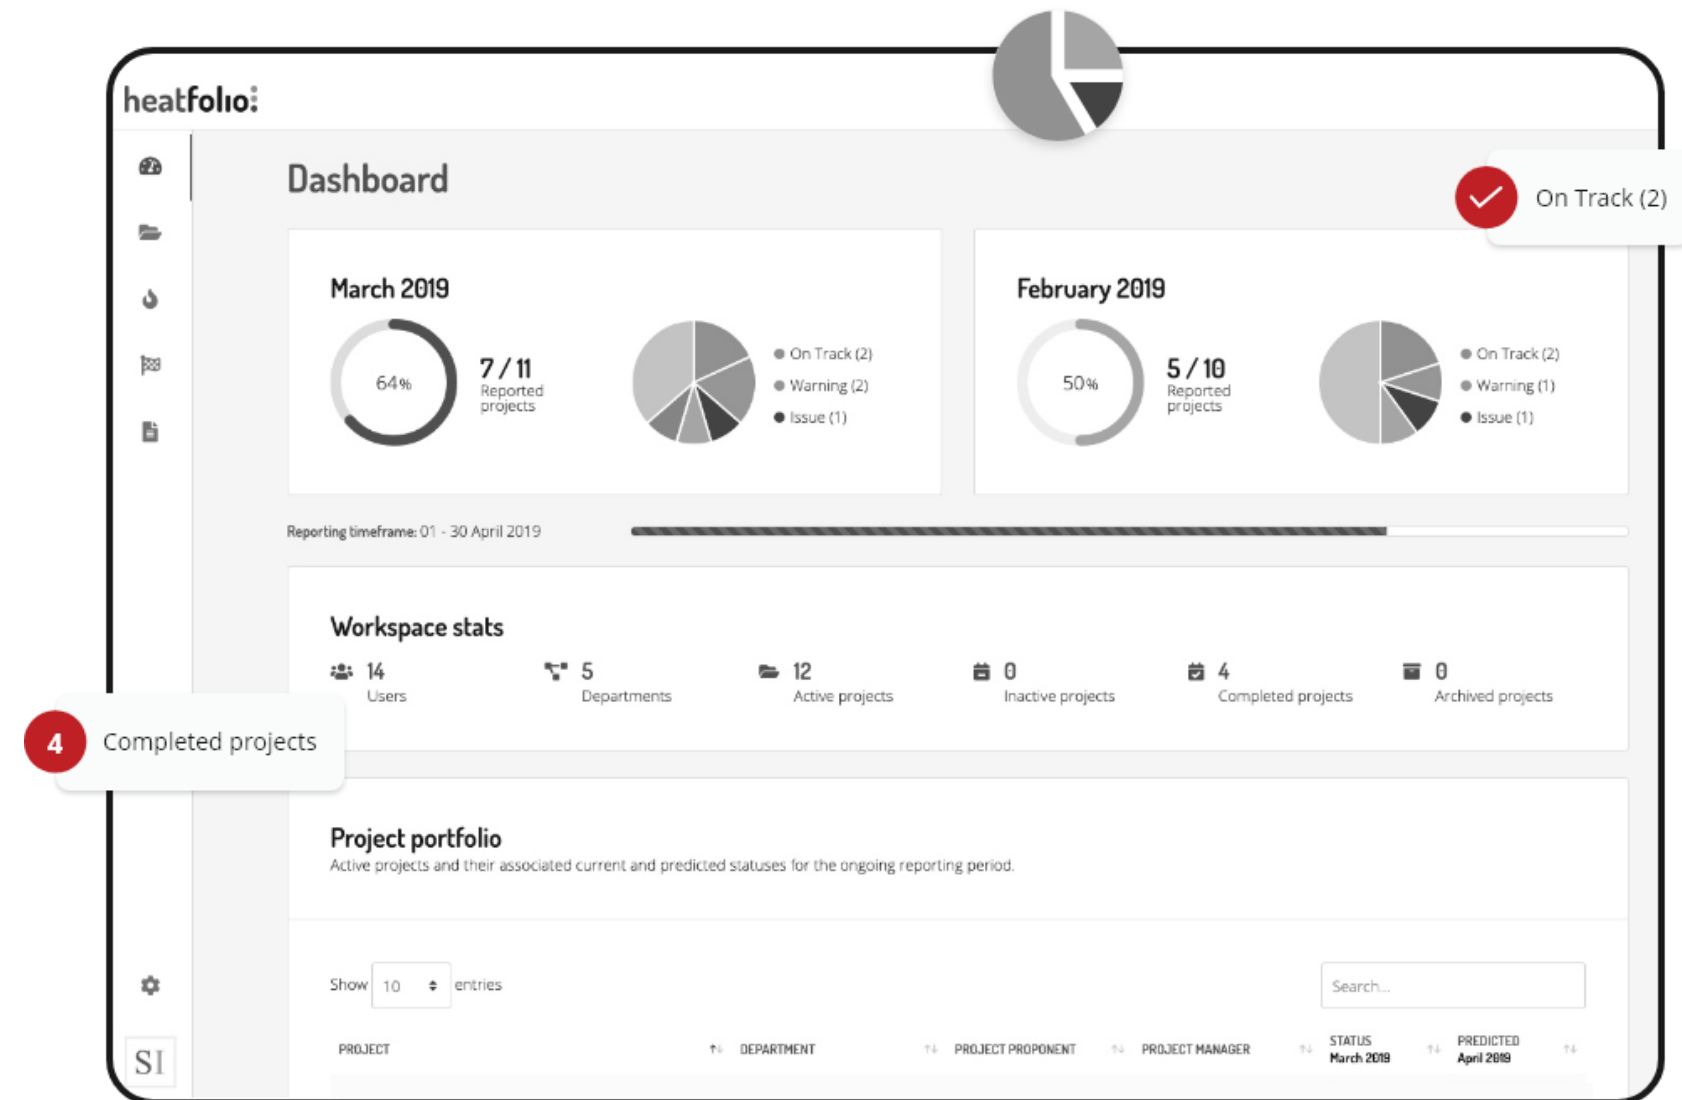 heatfolio
Dashboard
On Track (2)
March 2019
64%
7 / 11
Reported
projects
On Track (2)
Warning (2)
Issue (1)
February 2019
50%
5 / 10
Reported
projects
On Track (2)
Warning (1)
Issue (1)
Reporting timeframe: 01 - 30 April 2019
Workspace stats
14
Users
5
Departments
12
Active projects
0
Inactive projects
4
Completed projects
0
Archived projects
4 Completed projects
Project portfolio
Active projects and their associated current and predicted statuses for the ongoing reporting period.
Show 10 entries
Search...
PROJECT
DEPARTMENT
PROJECT PROPONENT
PROJECT MANAGER
STATUS
March 2019
PREDICTED
April 2019
SI